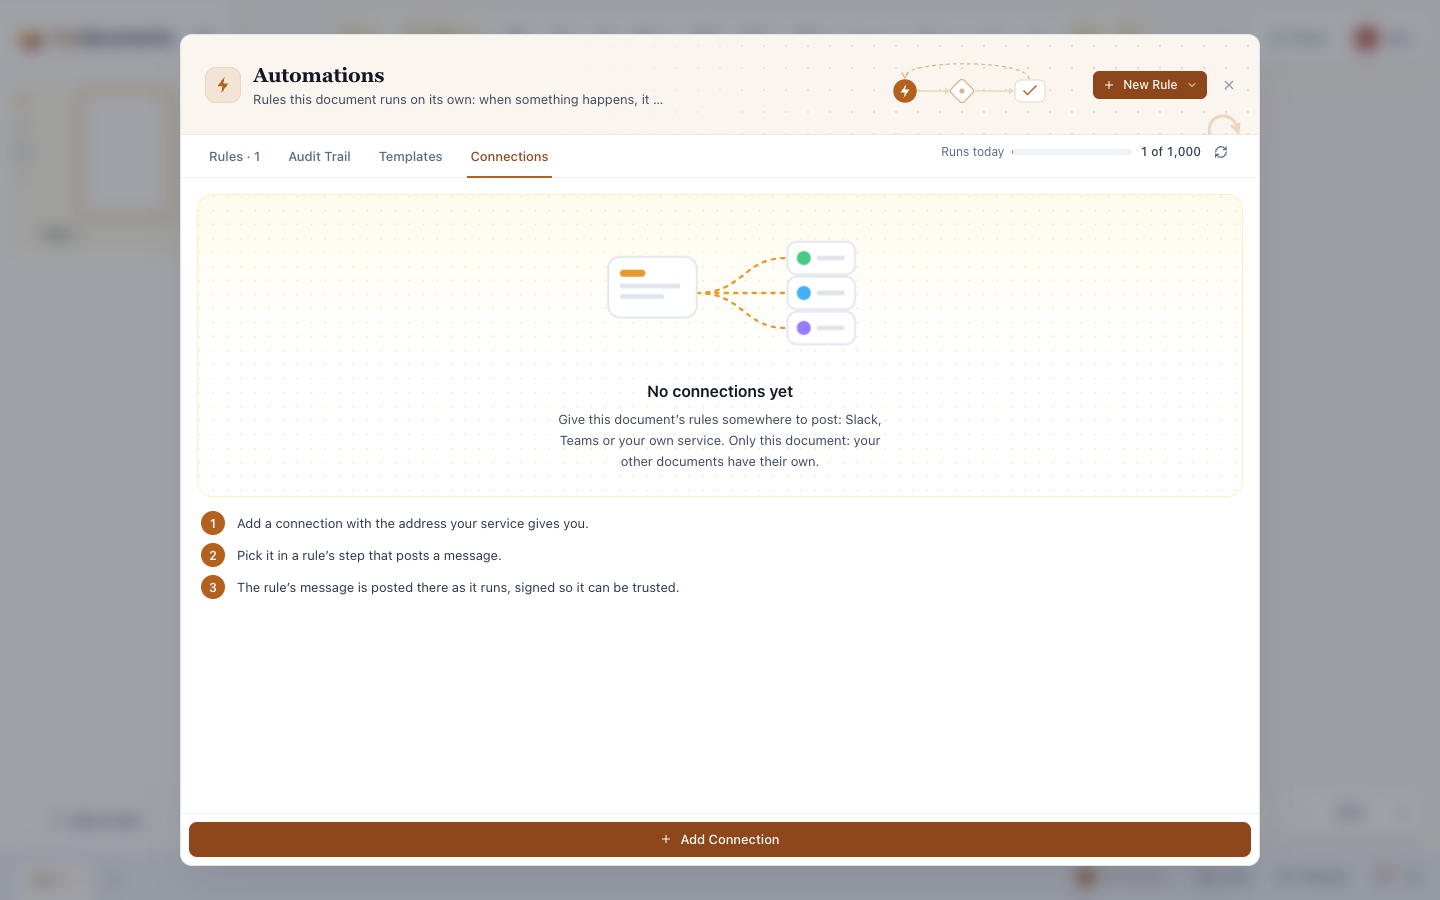 Automations
Rules this document runs on its own: when something happens, it ...
New Rule
Rules · 1
Audit Trail
Templates
Connections
Runs today
1 of 1,000
No connections yet
Give this document’s rules somewhere to post: Slack,
Teams or your own service. Only this document: your
other documents have their own.
1 Add a connection with the address your service gives you.
2 Pick it in a rule’s step that posts a message.
3 The rule’s message is posted there as it runs, signed so it can be trusted.
Add Connection